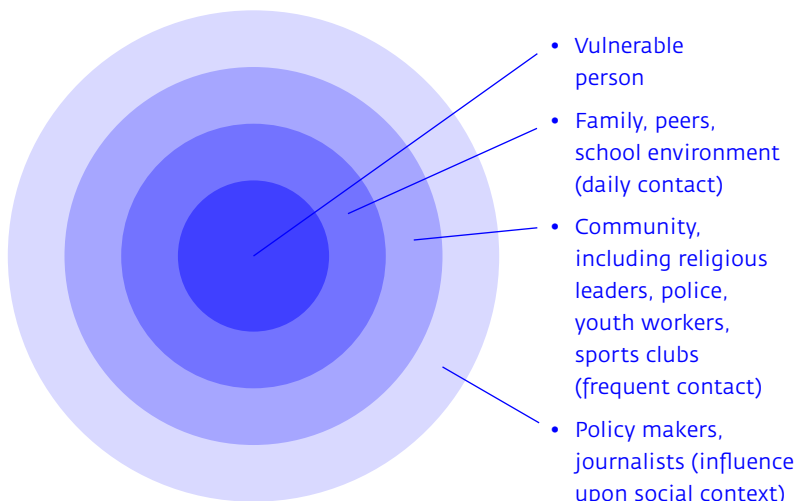 • Vulnerable
person
• Family, peers,
school environment
(daily contact)
• Community,
including religious
leaders, police,
youth workers,
sports clubs
(frequent contact)
• Policy makers,
journalists (influence
upon social context)